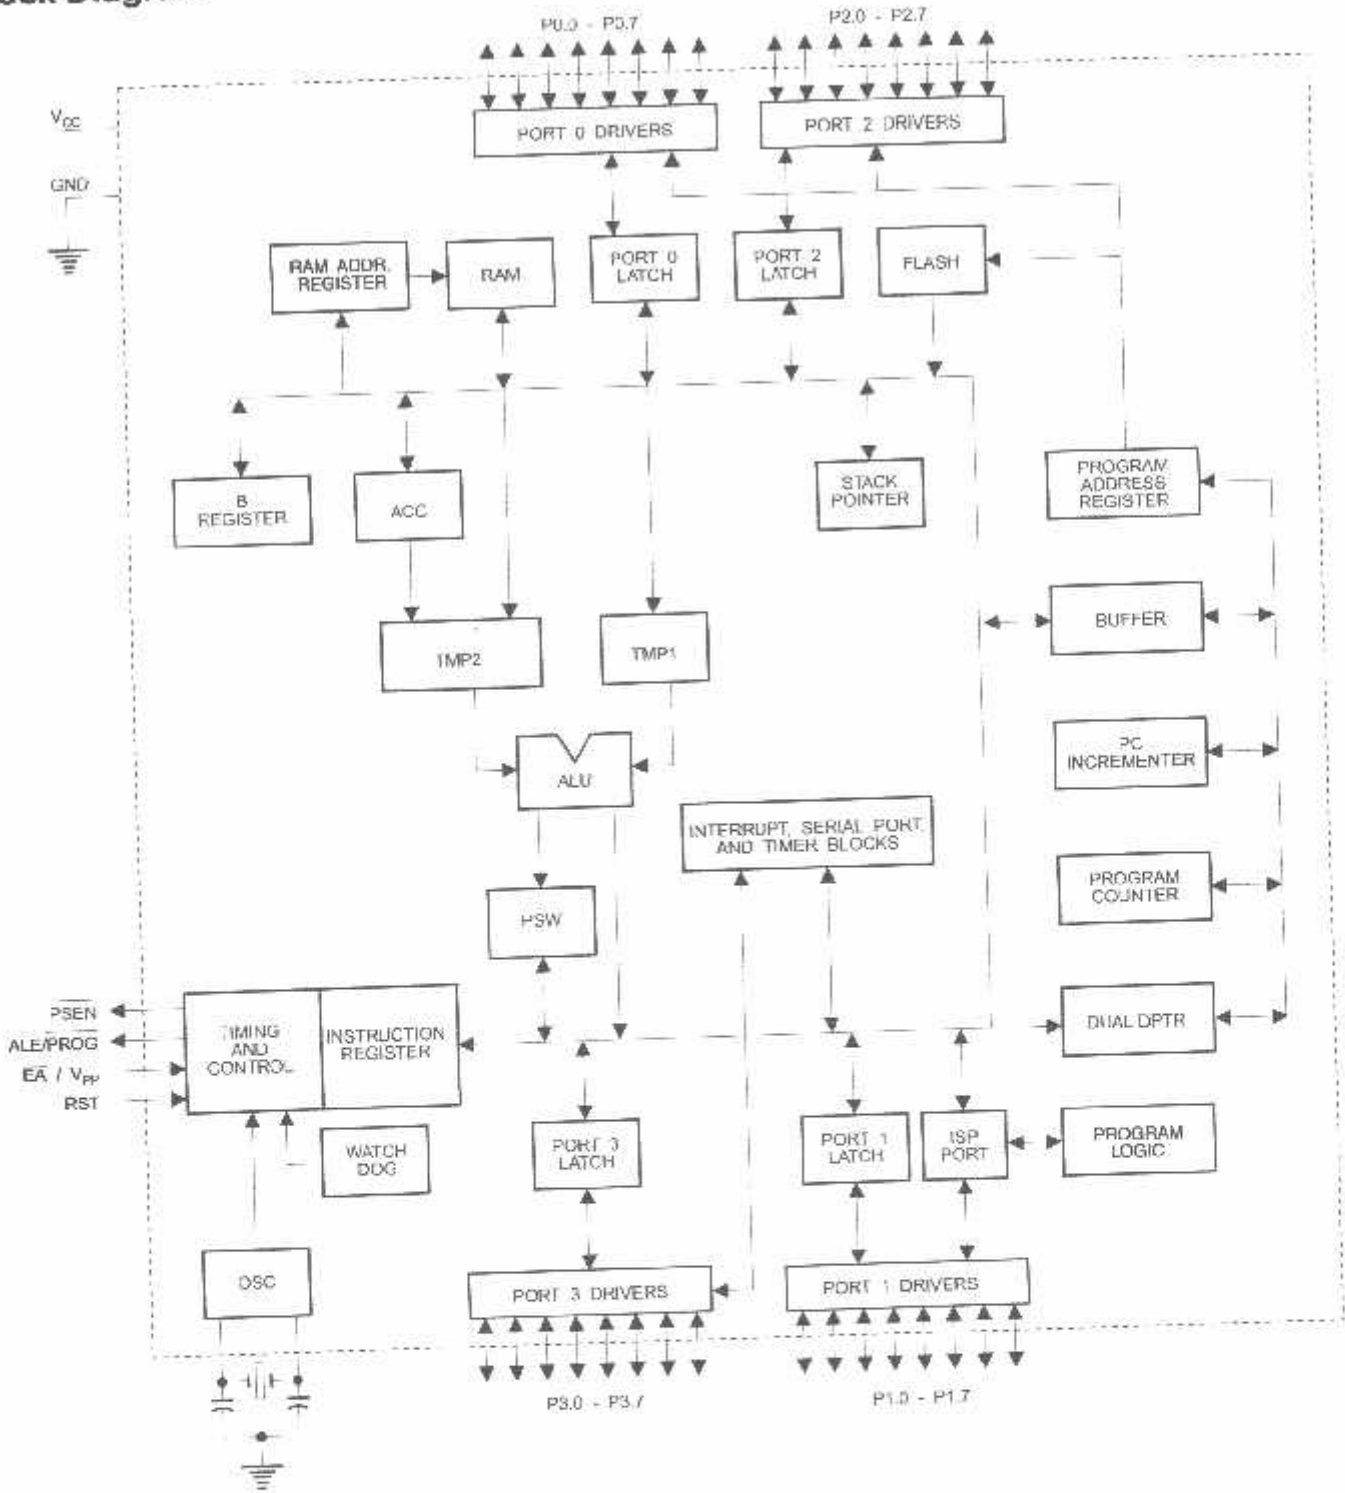 P0.0 - P0.7
P2.0 - P2.7
VCC
PORT 0 DRIVERS
PORT 2 DRIVERS
GND
RAM ADDR.
REGISTER
RAM
PORT 0
LATCH
PORT 2
LATCH
FLASH
B
REGISTER
ACC
STACK
POINTER
PROGRAM
ADDRESS
REGISTER
TMP2
TMP1
BUFFER
ALU
PC
INCREMENTER
INTERRUPT, SERIAL PORT,
AND TIMER BLOCKS
PROGRAM
COUNTER
PSW
PSEN
ALE/PROG
EA / VPP
RST
TIMING
AND
CONTROL
INSTRUCTION
REGISTER
DUAL DPTR
WATCH
DOG
PORT 3
LATCH
PORT 1
LATCH
ISP
PORT
PROGRAM
LOGIC
OSC
PORT 3 DRIVERS
PORT 1 DRIVERS
P3.0 - P3.7
P1.0 - P1.7